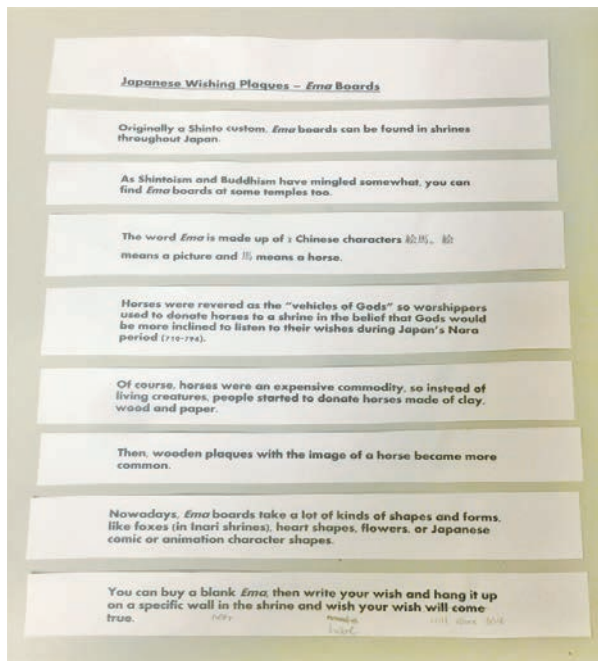 Japanese Wishing Plaques – Ema Boards
Originally a Shinto custom, Ema boards can be found in shrines
throughout Japan.
As Shintoism and Buddhism have mingled somewhat, you can
find Ema boards at some temples too.
The word Ema is made up of 2 Chinese characters 絵馬。絵
means a picture and 馬 means a horse.
Horses were revered as the “vehicles of Gods” so worshippers
used to donate horses to a shrine in the belief that Gods would
be more inclined to listen to their wishes during Japan’s Nara
period (710-794).
Of course, horses were an expensive commodity, so instead of
living creatures, people started to donate horses made of clay,
wood and paper.
Then, wooden plaques with the image of a horse became more
common.
Nowadays, Ema boards take a lot of kinds of shapes and forms,
like foxes (in Inari shrines), heart shapes, flowers, or Japanese
comic or animation character shapes.
You can buy a blank Ema, then write your wish and hang it up
on a specific wall in the shrine and wish your wish will come
true.